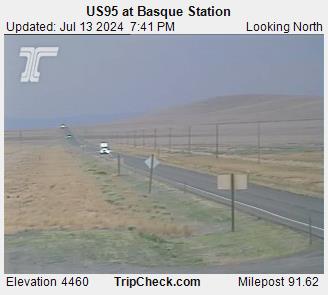 US95 at Basque Station
Updated: Jul 13 2024 7:41 PM Looking North
Elevation 4460 TripCheck.com Milepost 91.62